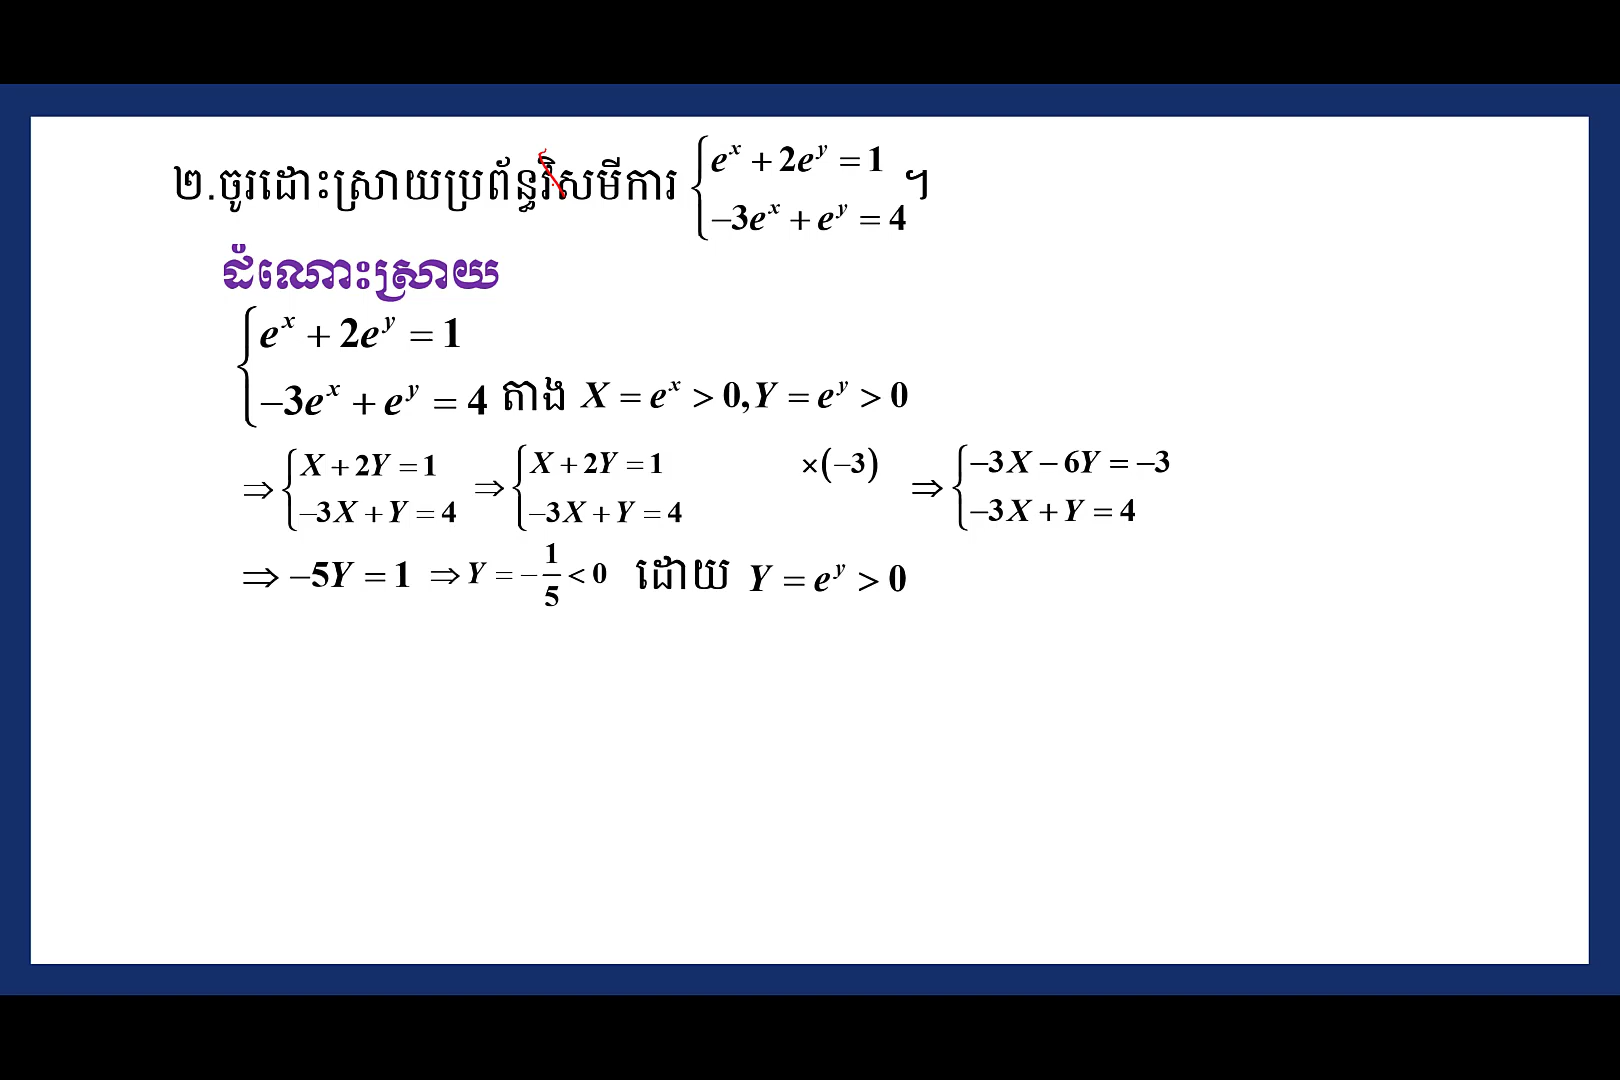 ២.ចូរដោះស្រាយប្រព័ន្ធវិសមីការ { e^x + 2e^y = 1 ; -3e^x + e^y = 4 ។
ដំណោះស្រាយ
{ e^x + 2e^y = 1
-3e^x + e^y = 4 តាង X = e^x > 0, Y = e^y > 0
⇒ { X + 2Y = 1 ; -3X + Y = 4 ⇒ { X + 2Y = 1 ; -3X + Y = 4 ×(-3) ⇒ { -3X - 6Y = -3 ; -3X + Y = 4
⇒ -5Y = 1 ⇒ Y = -1/5 < 0 ដោយ Y = e^y > 0